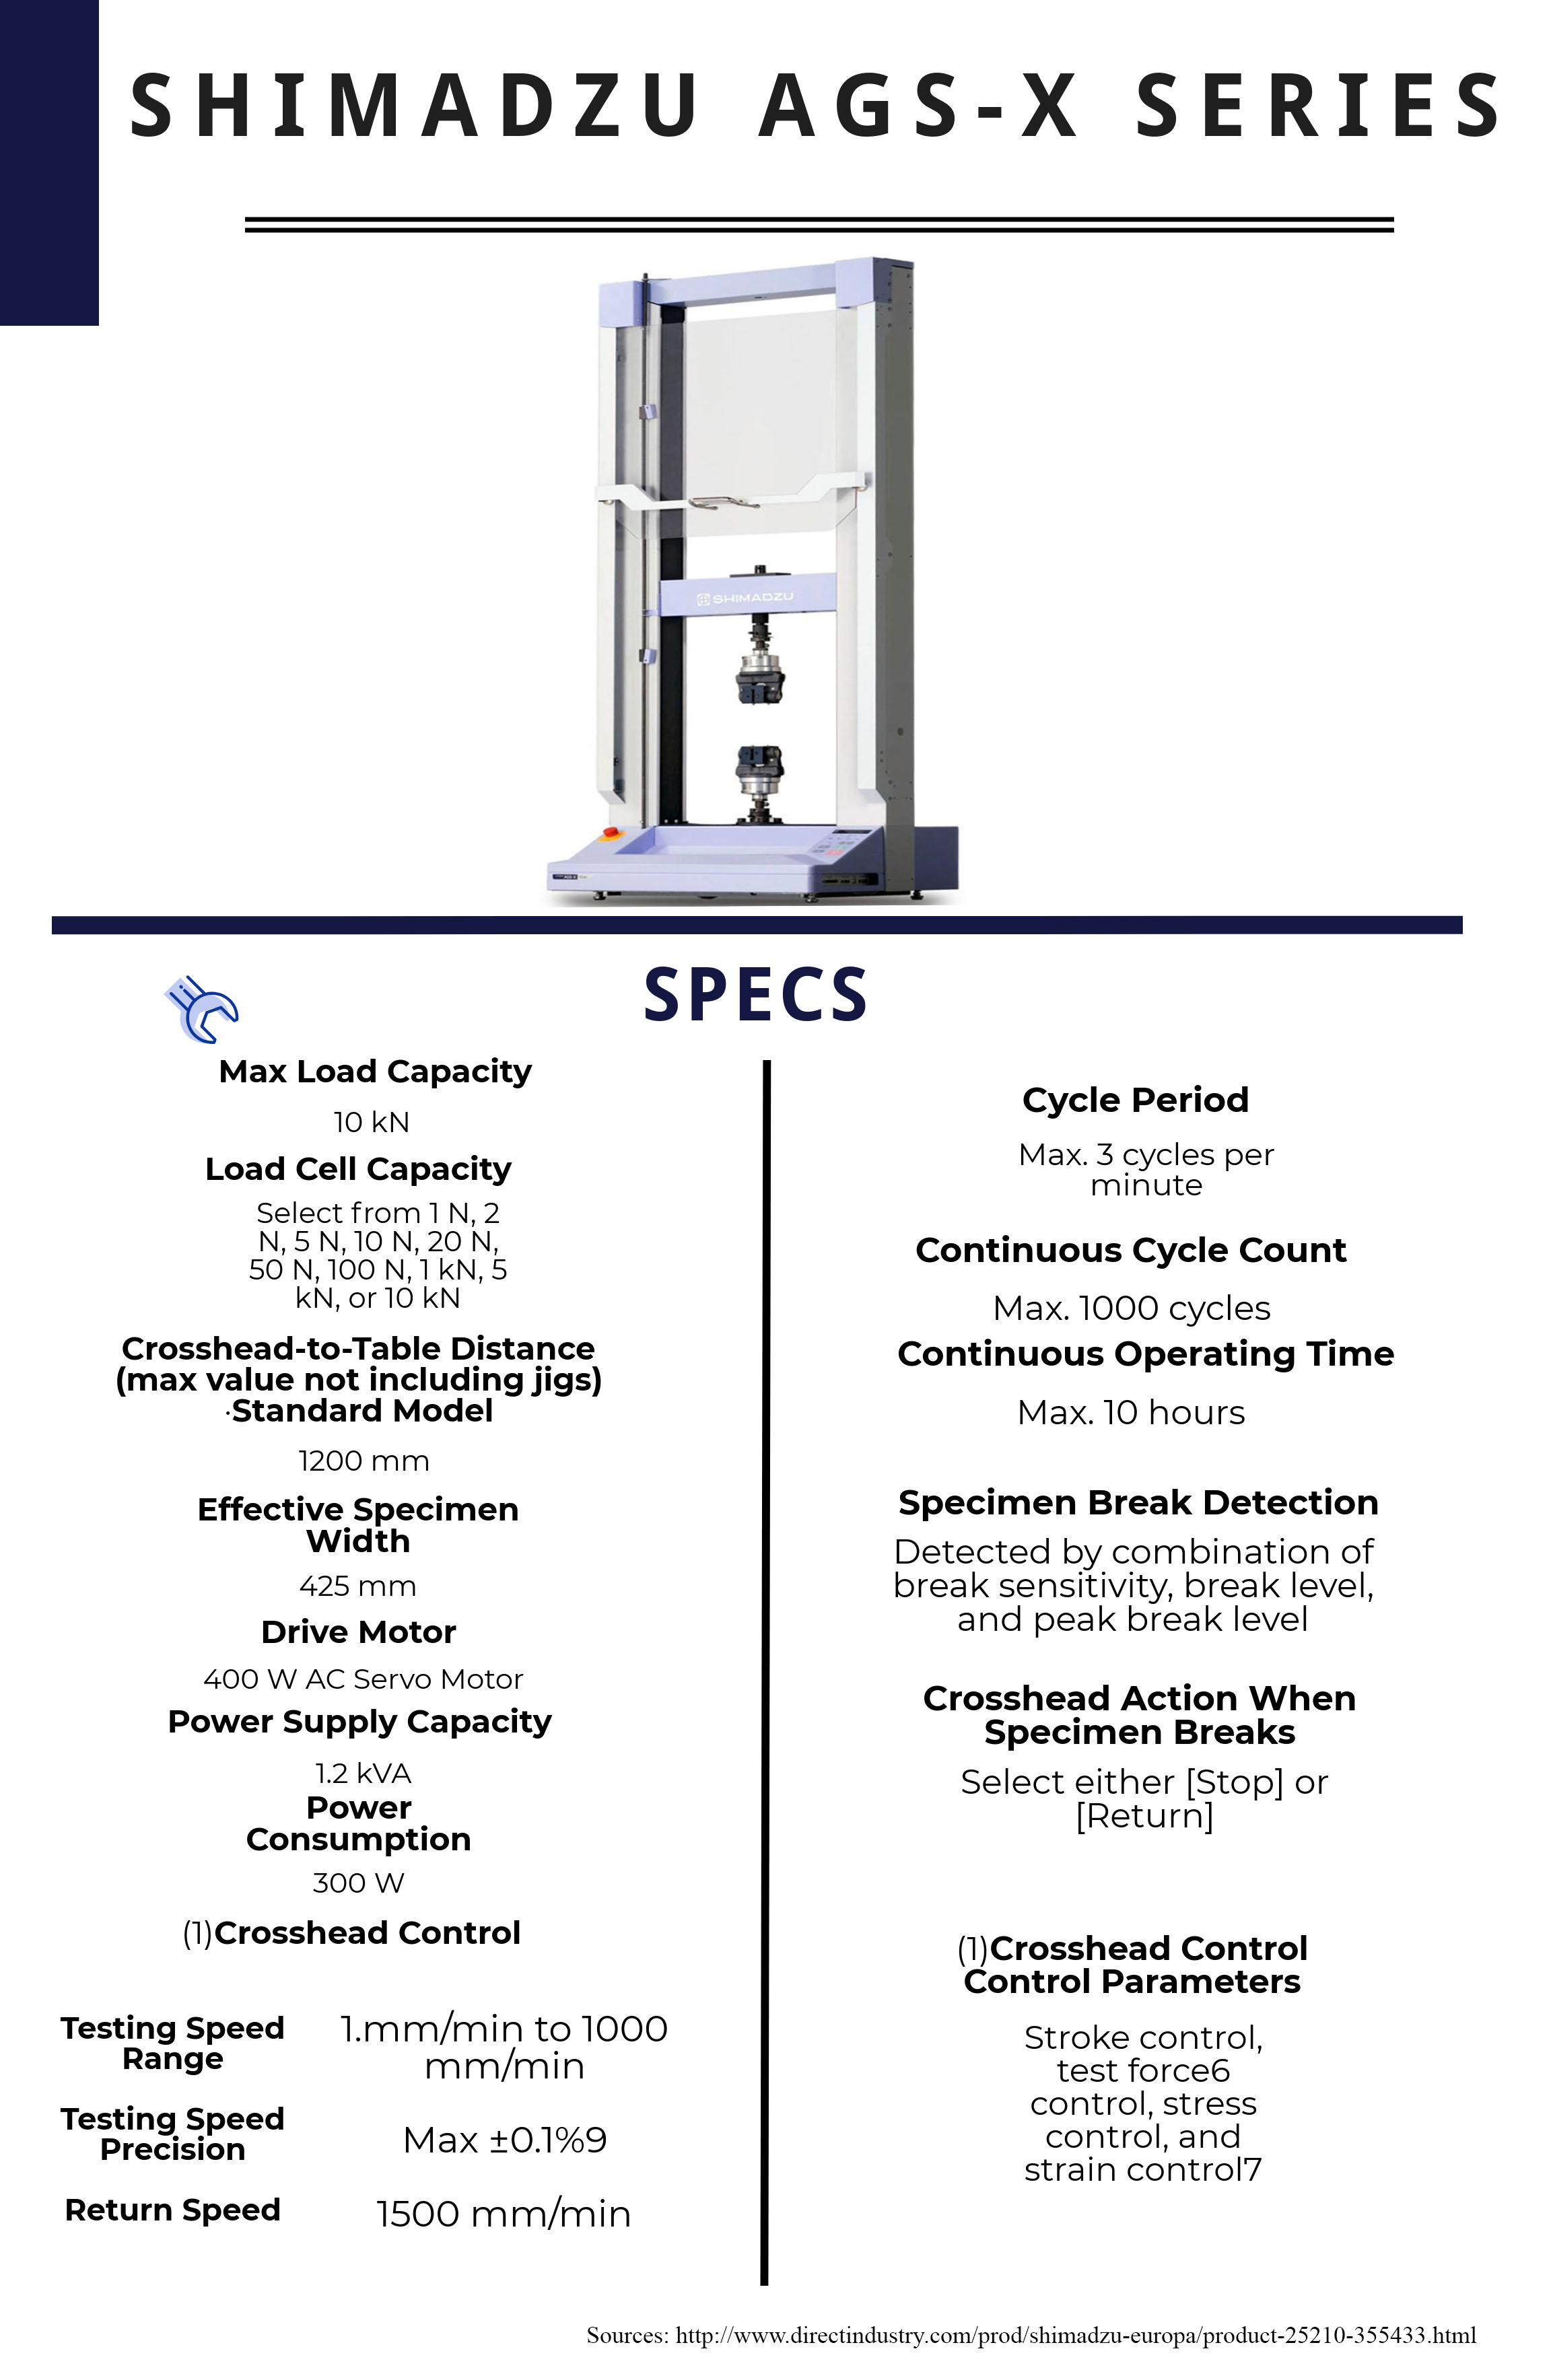 SHIMADZU AGS-X SERIES
SHIMADZU
SPECS
Max Load Capacity
10 kN
Load Cell Capacity
Select from 1 N, 2
N, 5 N, 10 N, 20 N,
50 N, 100 N, 1 kN, 5
kN, or 10 kN
Crosshead-to-Table Distance
(max value not including jigs)
·Standard Model
1200 mm
Effective Specimen
Width
425 mm
Drive Motor
400 W AC Servo Motor
Power Supply Capacity
1.2 kVA
Power
Consumption
300 W
(1)Crosshead Control
Testing Speed
Range
1.mm/min to 1000
mm/min
Testing Speed
Precision
Max ±0.1%9
Return Speed
1500 mm/min
Cycle Period
Max. 3 cycles per
minute
Continuous Cycle Count
Max. 1000 cycles
Continuous Operating Time
Max. 10 hours
Specimen Break Detection
Detected by combination of
break sensitivity, break level,
and peak break level
Crosshead Action When
Specimen Breaks
Select either [Stop] or
[Return]
(1)Crosshead Control
Control Parameters
Stroke control,
test force6
control, stress
control, and
strain control7
Sources: http://www.directindustry.com/prod/shimadzu-europa/product-25210-355433.html